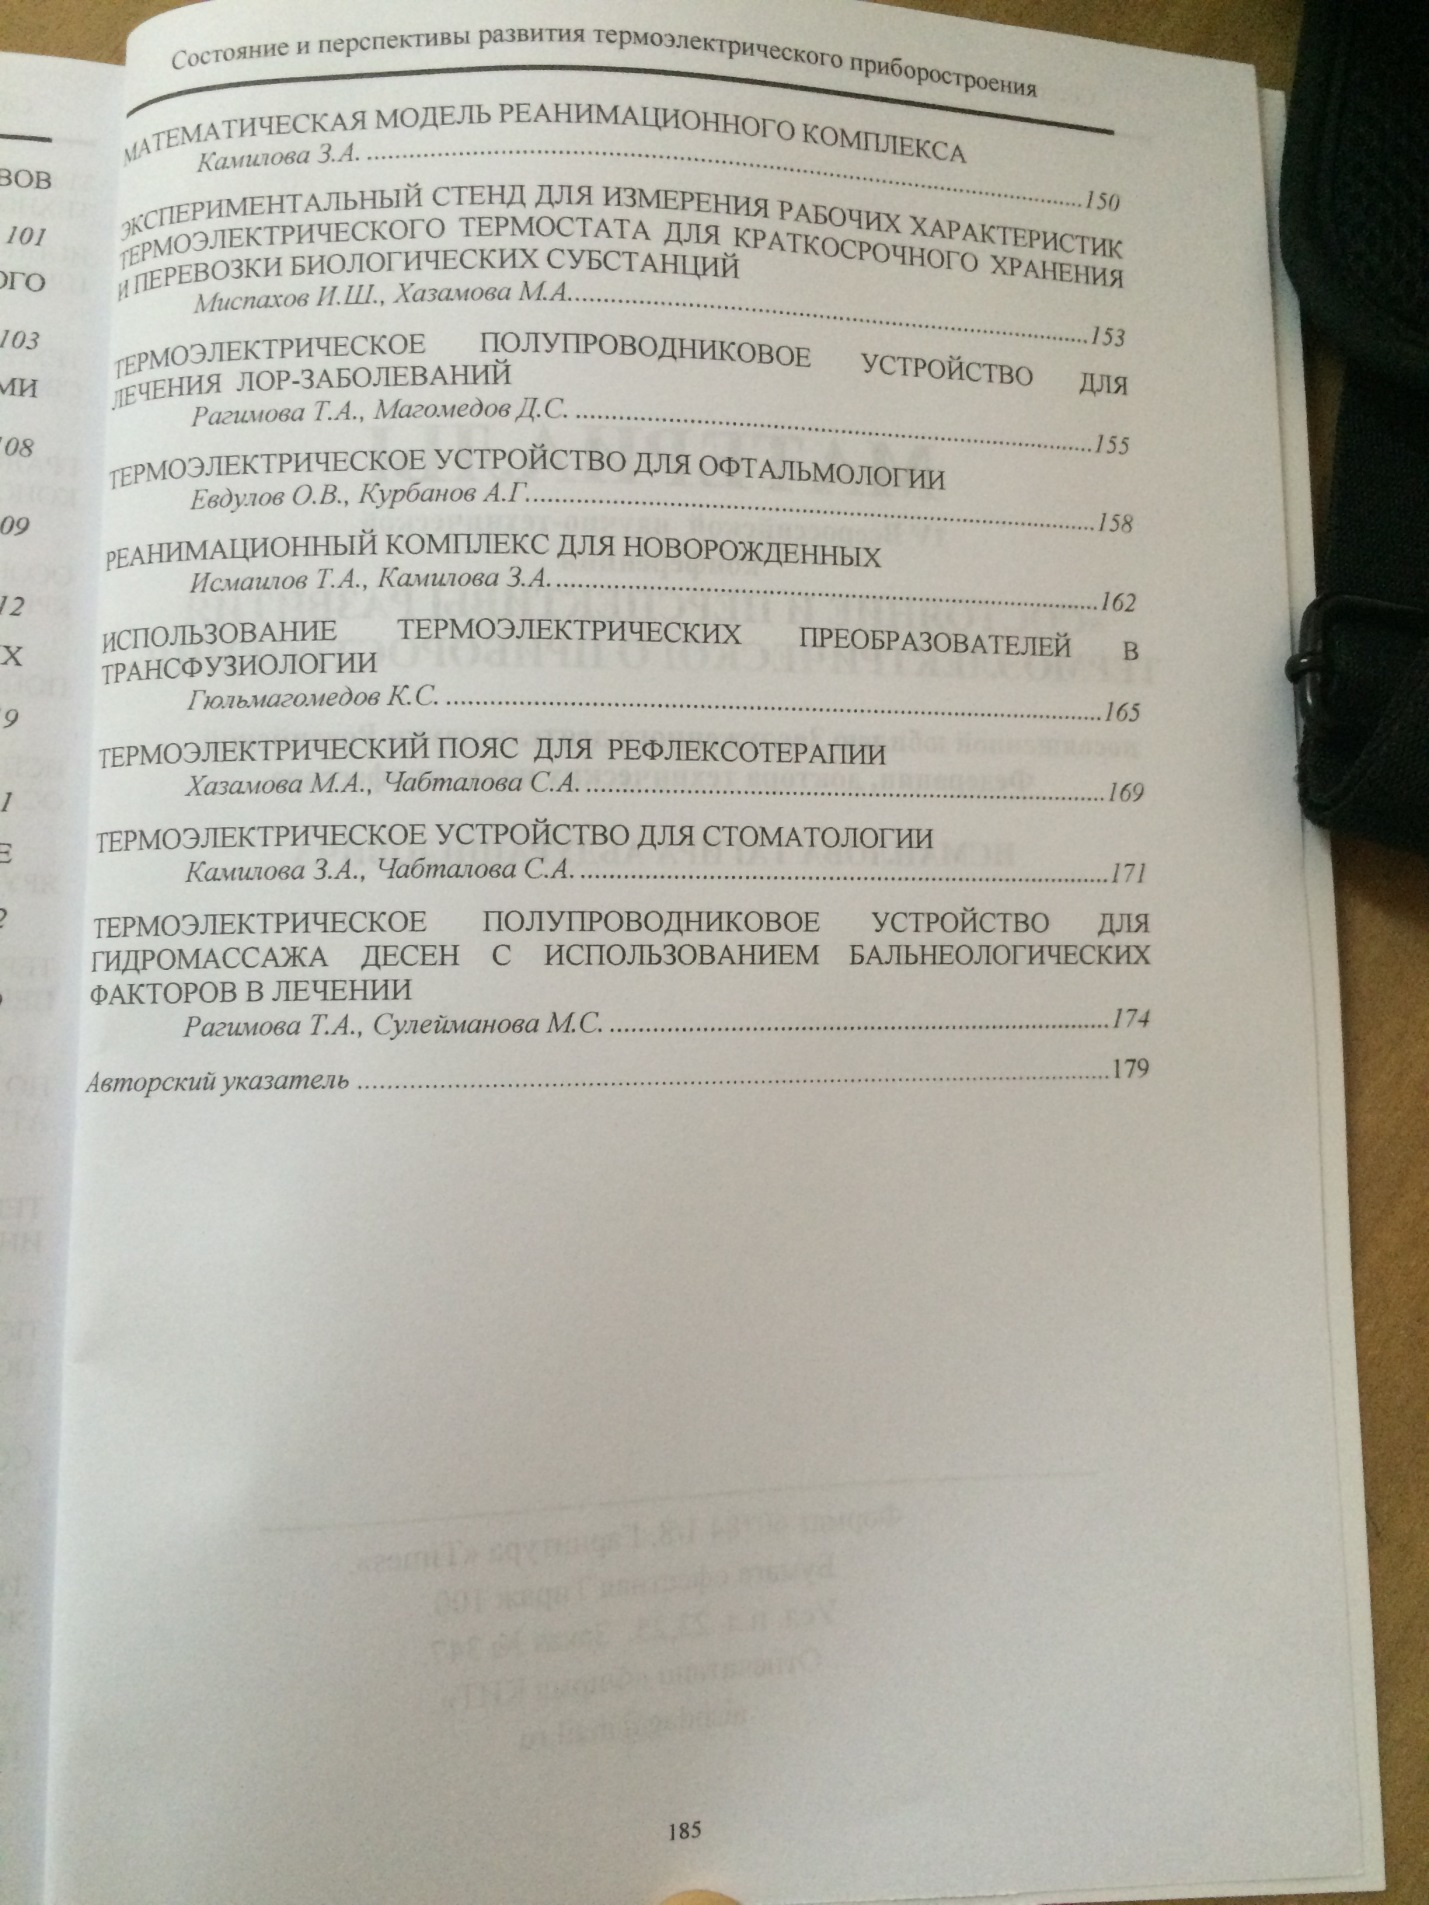 Состояние и перспективы развития термоэлектрического приборостроения
МАТЕМАТИЧЕСКАЯ МОДЕЛЬ РЕАНИМАЦИОННОГО КОМПЛЕКСА
Камилова З.А. ................150
ЭКСПЕРИМЕНТАЛЬНЫЙ СТЕНД ДЛЯ ИЗМЕРЕНИЯ РАБОЧИХ ХАРАКТЕРИСТИК
ТЕРМОЭЛЕКТРИЧЕСКОГО ТЕРМОСТАТА ДЛЯ КРАТКОСРОЧНОГО ХРАНЕНИЯ
И ПЕРЕВОЗКИ БИОЛОГИЧЕСКИХ СУБСТАНЦИЙ
Миспахов И.Ш., Хазамова М.А................153
ТЕРМОЭЛЕКТРИЧЕСКОЕ ПОЛУПРОВОДНИКОВОЕ УСТРОЙСТВО ДЛЯ
ЛЕЧЕНИЯ ЛОР-ЗАБОЛЕВАНИЙ
Рагимова Т.А., Магомедов Д.С. ................155
ТЕРМОЭЛЕКТРИЧЕСКОЕ УСТРОЙСТВО ДЛЯ ОФТАЛЬМОЛОГИИ
Евдулов О.В., Курбанов А.Г................158
РЕАНИМАЦИОННЫЙ КОМПЛЕКС ДЛЯ НОВОРОЖДЕННЫХ
Исмаилов Т.А., Камилова З.А. ................162
ИСПОЛЬЗОВАНИЕ ТЕРМОЭЛЕКТРИЧЕСКИХ ПРЕОБРАЗОВАТЕЛЕЙ В
ТРАНСФУЗИОЛОГИИ
Гюльмагомедов К.С. ................165
ТЕРМОЭЛЕКТРИЧЕСКИЙ ПОЯС ДЛЯ РЕФЛЕКСОТЕРАПИИ
Хазамова М.А., Чабталова С.А. ................169
ТЕРМОЭЛЕКТРИЧЕСКОЕ УСТРОЙСТВО ДЛЯ СТОМАТОЛОГИИ
Камилова З.А., Чабталова С.А. ................171
ТЕРМОЭЛЕКТРИЧЕСКОЕ ПОЛУПРОВОДНИКОВОЕ УСТРОЙСТВО ДЛЯ
ГИДРОМАССАЖА ДЕСЕН С ИСПОЛЬЗОВАНИЕМ БАЛЬНЕОЛОГИЧЕСКИХ
ФАКТОРОВ В ЛЕЧЕНИИ
Рагимова Т.А., Сулейманова М.С. ................174
Авторский указатель ................179
185